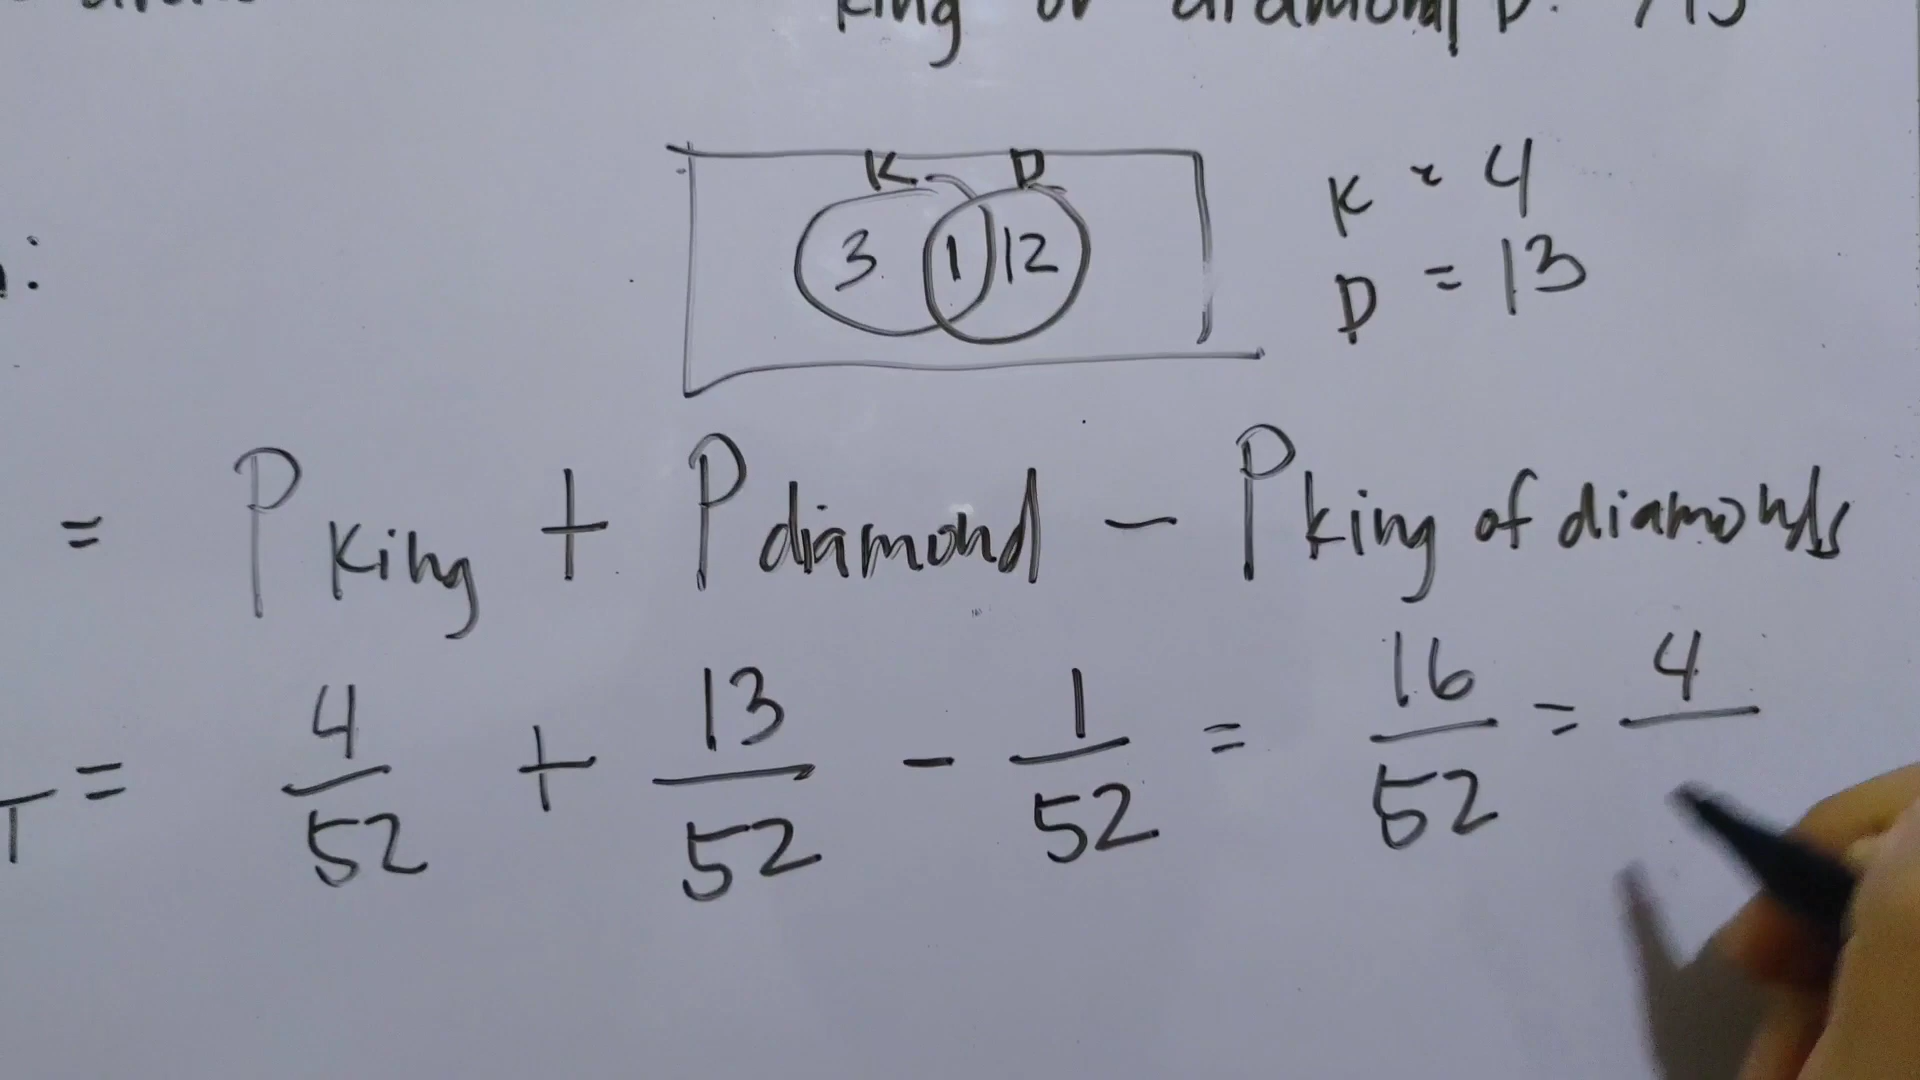 king or diamond
K D
3 1 12
K = 4
D = 13
:
= P King + P diamond - P king of diamonds
= 4/52 + 13/52 - 1/52 = 16/52 = 4/